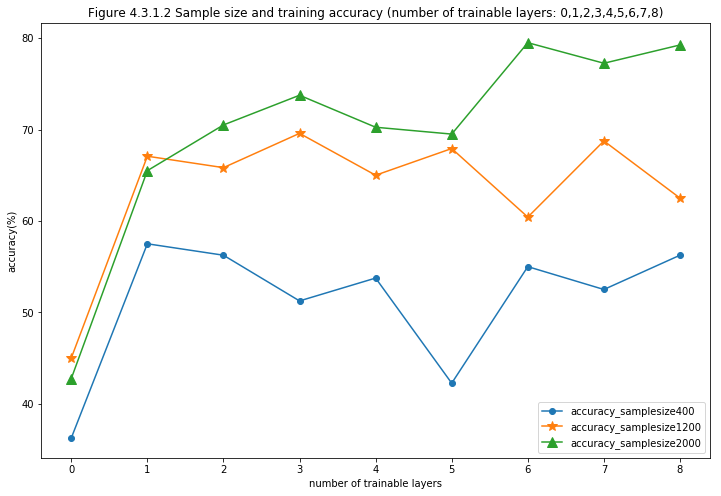 Figure 4.3.1.2 Sample size and training accuracy (number of trainable layers: 0,1,2,3,4,5,6,7,8)
80
70
60
50
40
accuracy(%)
0 1 2 3 4 5 6 7 8
number of trainable layers
accuracy_samplesize400
accuracy_samplesize1200
accuracy_samplesize2000